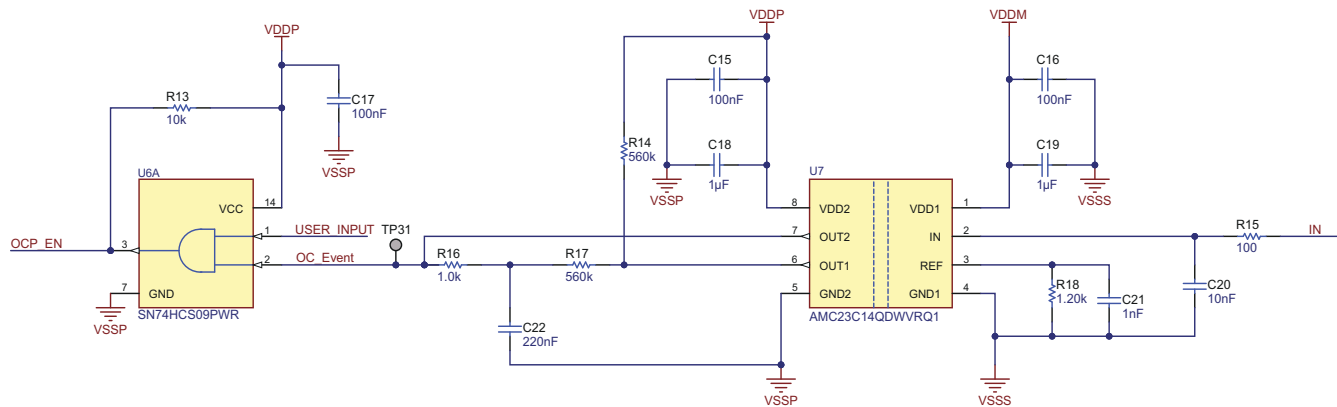 VDDP
VDDP
VDDM
R13
10k
C17
100nF
VSSP
C15
100nF
C16
100nF
R14
560k
C18
1µF
VSSP
C19
1µF
VSSS
U6A
VCC
14
1
USER_INPUT
TP31
OCP_EN
3
2
OC_Event
7
GND
VSSP
SN74HCS09PWR
R16
1.0k
R17
560k
C22
220nF
U7
8
VDD2
VDD1
1
7
OUT2
IN
2
R15
100
IN
6
OUT1
REF
3
5
GND2
GND1
4
AMC23C14QDWVRQ1
R18
1.20k
C21
1nF
C20
10nF
VSSP
VSSS